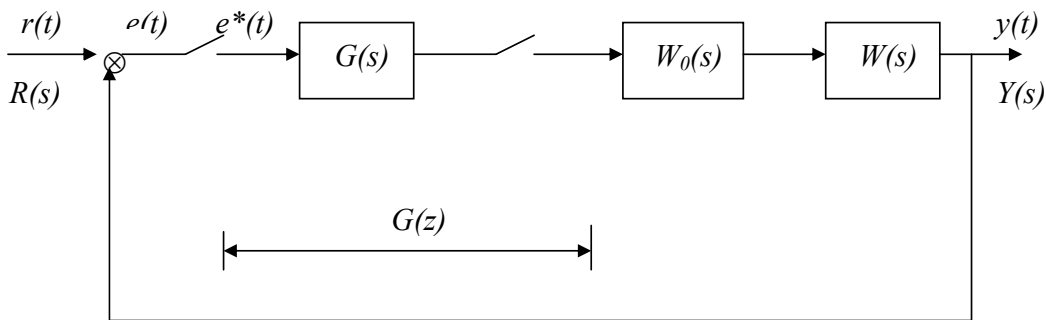 r(t)
e(t)
e*(t)
y(t)
G(s)
W₀(s)
W(s)
R(s)
Y(s)
G(z)